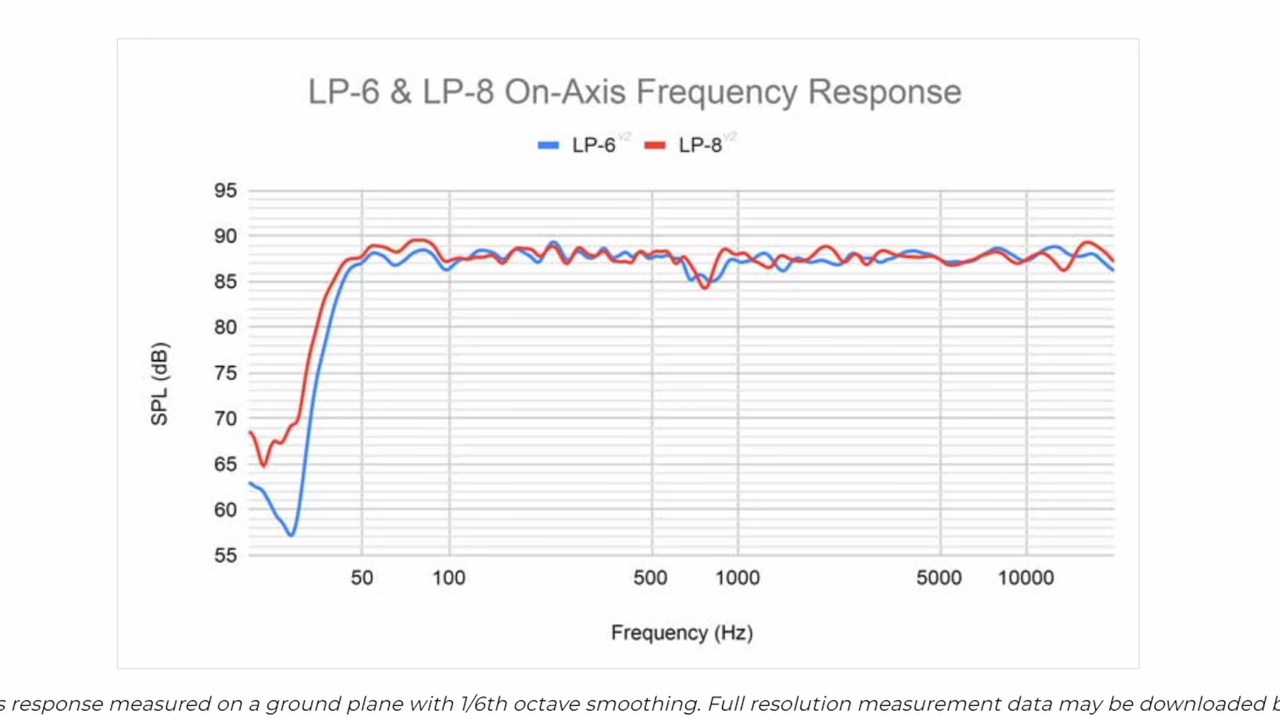 LP-6 & LP-8 On-Axis Frequency Response
LP-6 v2 LP-8 v2
95
90
85
80
75
70
65
60
55
SPL (dB)
50 100 500 1000 5000 10000
Frequency (Hz)
response measured on a ground plane with 1/6th octave smoothing. Full resolution measurement data may be downloaded